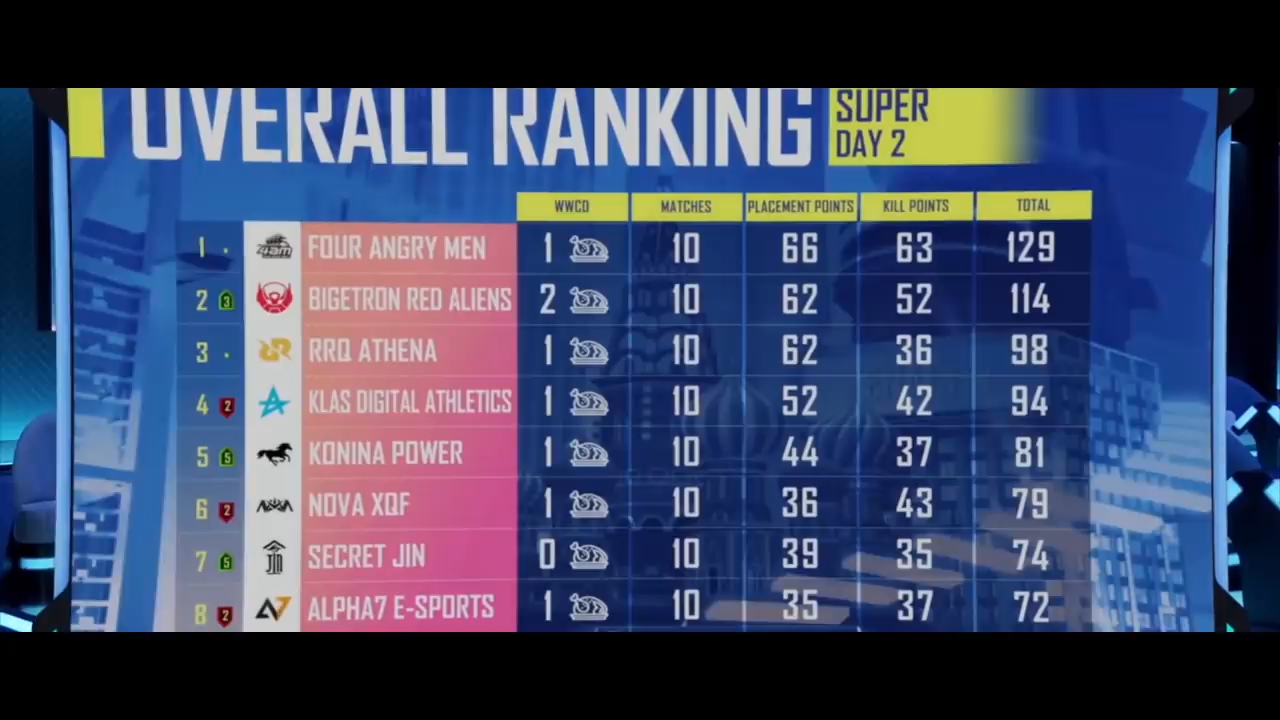 OVERALL RANKING
SUPER
DAY 2
WWCD MATCHES PLACEMENT POINTS KILL POINTS TOTAL
1 4am FOUR ANGRY MEN 1 10 66 63 129
2 3 BIGETRON RED ALIENS 2 10 62 52 114
3 RRQ ATHENA 1 10 62 36 98
4 2 KLAS DIGITAL ATHLETICS 1 10 52 42 94
5 5 KONINA POWER 1 10 44 37 81
6 2 NOVA XQF 1 10 36 43 79
7 5 SECRET JIN 0 10 39 35 74
8 2 A7 ALPHA7 E-SPORTS 1 10 35 37 72